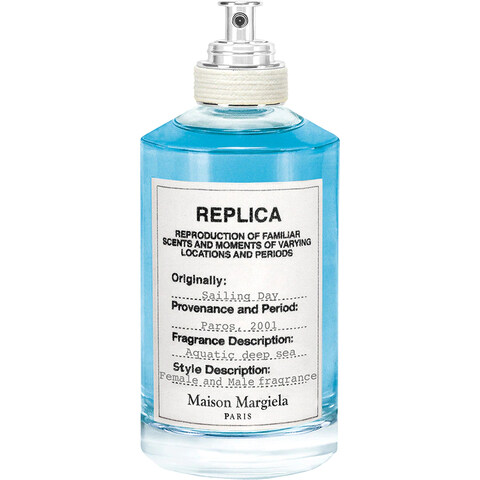 REPLICA
REPRODUCTION OF FAMILIAR
SCENTS AND MOMENTS OF VARYING
LOCATIONS AND PERIODS
Originally:
Sailing Day
Provenance and Period:
Paros, 2001
Fragrance Description:
Aquatic deep sea
Style Description:
Female and Male fragrance
Maison Margiela
PARIS